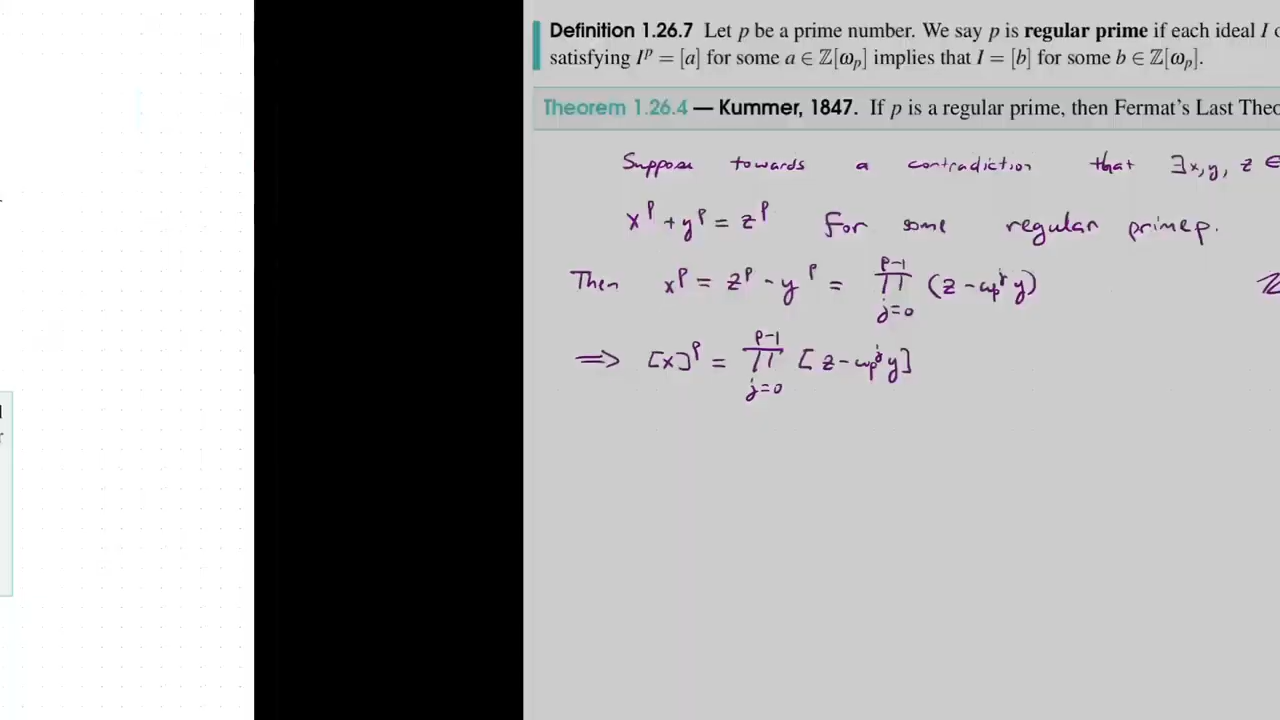 Definition 1.26.7 Let p be a prime number. We say p is regular prime if each ideal I
satisfying I^p = [a] for some a ∈ ℤ[ω_p] implies that I = [b] for some b ∈ ℤ[ω_p].
Theorem 1.26.4 — Kummer, 1847. If p is a regular prime, then Fermat's Last Theo
Suppose towards a contradiction that ∃x, y, z ∈
x^p + y^p = z^p for some regular prime p.
Then x^p = z^p - y^p = ∏_{j=0}^{p-1} (z - ω_p^j y)
⟹ [x]^p = ∏_{j=0}^{p-1} [z - ω_p^j y]